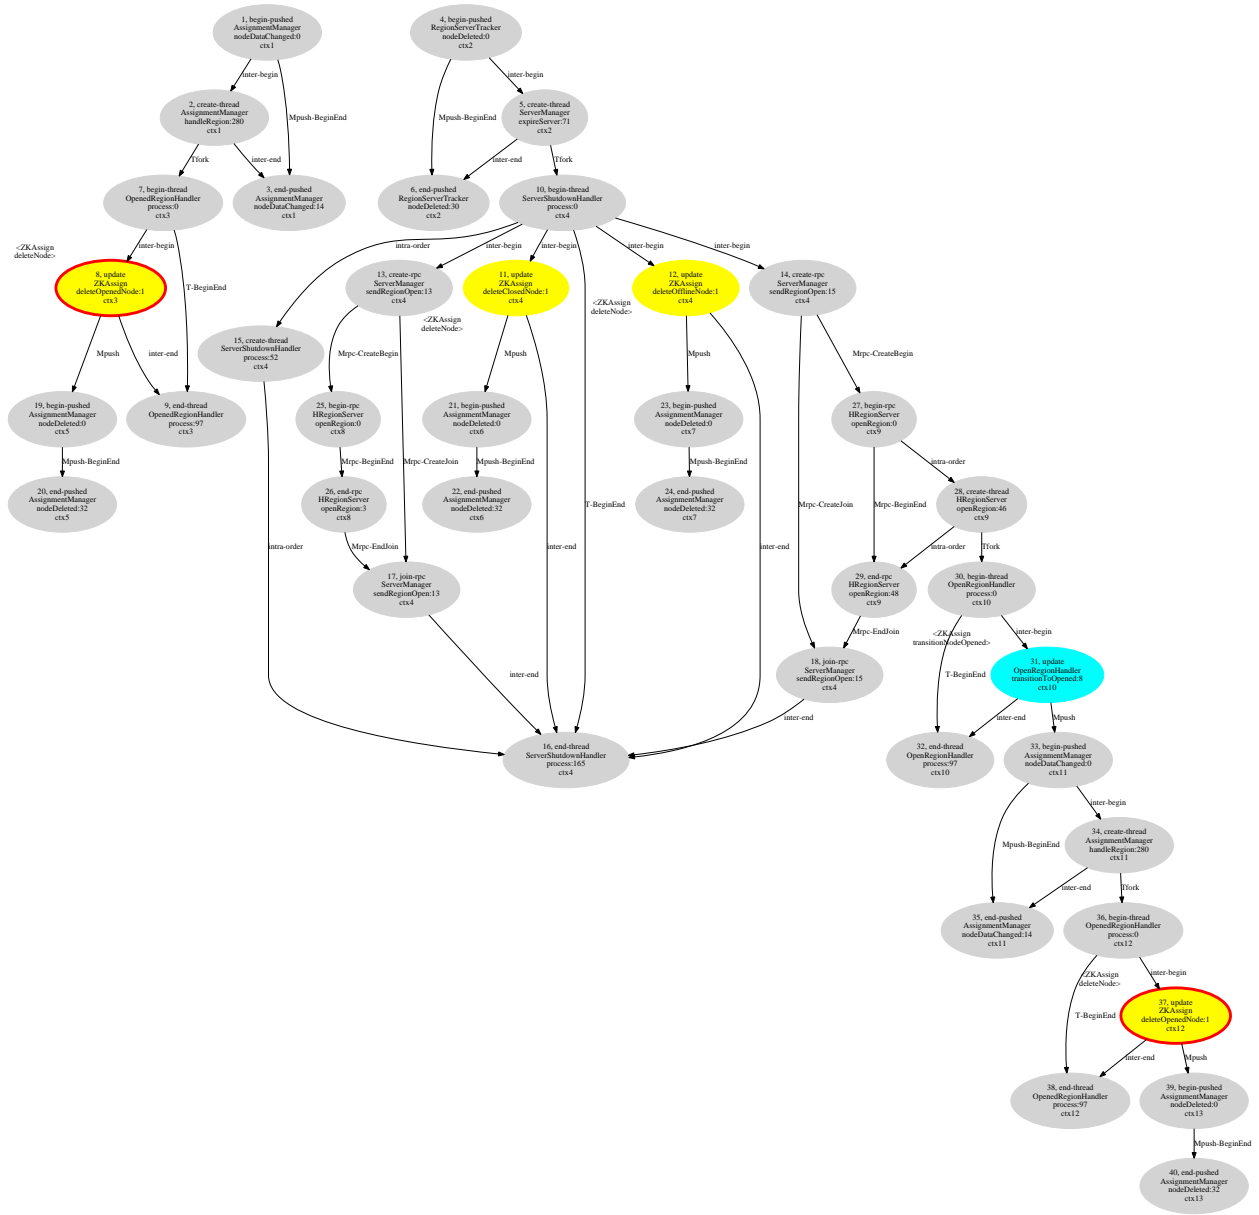 1, begin-pushed
AssignmentManager
nodeDataChanged:0
ctx1
4, begin-pushed
RegionServerTracker
nodeDeleted:0
ctx2
inter-begin
inter-begin
2, create-thread
AssignmentManager
handleRegion:280
ctx1
Mpush-BeginEnd
Mpush-BeginEnd
5, create-thread
ServerManager
expireServer:71
ctx2
Tfork
inter-end
inter-end
Tfork
7, begin-thread
OpenedRegionHandler
process:0
ctx3
3, end-pushed
AssignmentManager
nodeDataChanged:14
ctx1
6, end-pushed
RegionServerTracker
nodeDeleted:30
ctx2
10, begin-thread
ServerShutdownHandler
process:0
ctx4
<ZKAssign
deleteNode>
inter-begin
intra-order
inter-begin
inter-begin
inter-begin
inter-begin
8, update
ZKAssign
deleteOpenedNode:1
ctx3
T-BeginEnd
13, create-rpc
ServerManager
sendRegionOpen:13
ctx4
<ZKAssign
deleteNode>
11, update
ZKAssign
deleteClosedNode:1
ctx4
<ZKAssign
deleteNode>
12, update
ZKAssign
deleteOfflineNode:1
ctx4
14, create-rpc
ServerManager
sendRegionOpen:15
ctx4
Mpush
inter-end
15, create-thread
ServerShutdownHandler
process:52
ctx4
Mrpc-CreateBegin
Mpush
Mpush
Mrpc-CreateBegin
19, begin-pushed
AssignmentManager
nodeDeleted:0
ctx5
9, end-thread
OpenedRegionHandler
process:97
ctx3
25, begin-rpc
HRegionServer
openRegion:0
ctx8
21, begin-pushed
AssignmentManager
nodeDeleted:0
ctx6
23, begin-pushed
AssignmentManager
nodeDeleted:0
ctx7
27, begin-rpc
HRegionServer
openRegion:0
ctx9
Mpush-BeginEnd
Mrpc-BeginEnd
Mrpc-CreateJoin
Mpush-BeginEnd
Mpush-BeginEnd
intra-order
20, end-pushed
AssignmentManager
nodeDeleted:32
ctx5
26, end-rpc
HRegionServer
openRegion:3
ctx8
22, end-pushed
AssignmentManager
nodeDeleted:32
ctx6
T-BeginEnd
24, end-pushed
AssignmentManager
nodeDeleted:32
ctx7
Mrpc-CreateJoin
Mrpc-BeginEnd
28, create-thread
HRegionServer
openRegion:46
ctx9
intra-order
Mrpc-EndJoin
inter-end
inter-end
intra-order
Tfork
17, join-rpc
ServerManager
sendRegionOpen:13
ctx4
29, end-rpc
HRegionServer
openRegion:48
ctx9
30, begin-thread
OpenRegionHandler
process:0
ctx10
Mrpc-EndJoin
<ZKAssign
transitionNodeOpened>
inter-begin
inter-end
18, join-rpc
ServerManager
sendRegionOpen:15
ctx4
T-BeginEnd
31, update
OpenRegionHandler
transitionToOpened:8
ctx10
inter-end
inter-end
Mpush
16, end-thread
ServerShutdownHandler
process:165
ctx4
32, end-thread
OpenRegionHandler
process:97
ctx10
33, begin-pushed
AssignmentManager
nodeDataChanged:0
ctx11
inter-begin
Mpush-BeginEnd
34, create-thread
AssignmentManager
handleRegion:280
ctx11
inter-end
Tfork
35, end-pushed
AssignmentManager
nodeDataChanged:14
ctx11
36, begin-thread
OpenedRegionHandler
process:0
ctx12
<ZKAssign
deleteNode>
inter-begin
T-BeginEnd
37, update
ZKAssign
deleteOpenedNode:1
ctx12
inter-end
Mpush
38, end-thread
OpenedRegionHandler
process:97
ctx12
39, begin-pushed
AssignmentManager
nodeDeleted:0
ctx13
Mpush-BeginEnd
40, end-pushed
AssignmentManager
nodeDeleted:32
ctx13